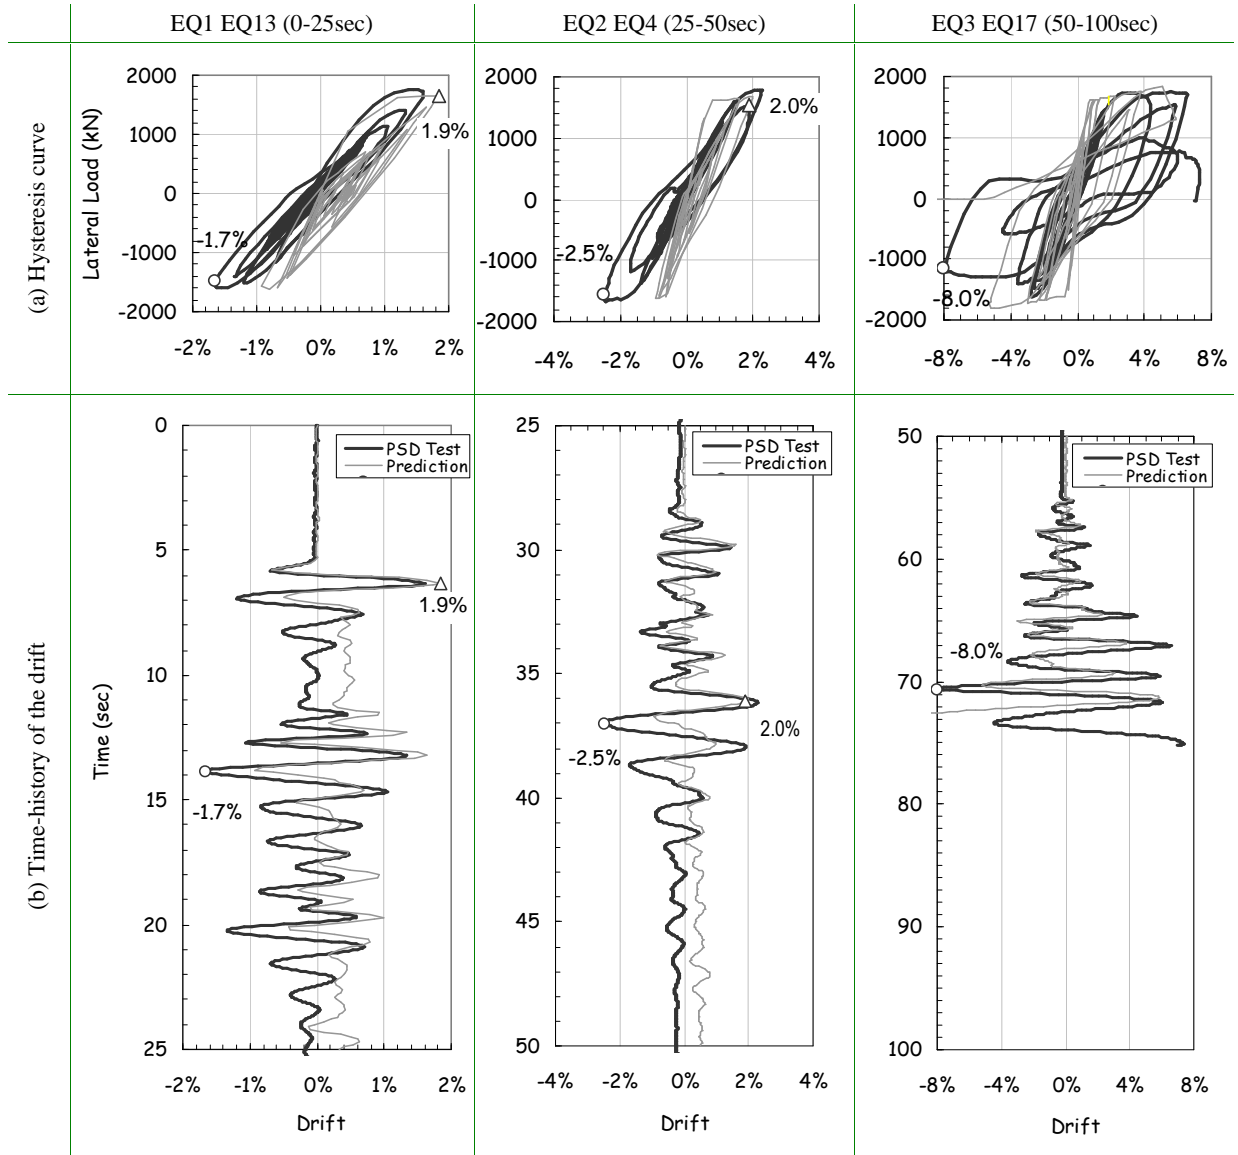 EQ1 EQ13 (0-25sec)
EQ2 EQ4 (25-50sec)
EQ3 EQ17 (50-100sec)
(a) Hysteresis curve
Lateral Load (kN)
2000
1000
0
-1000
-2000
-2% -1% 0% 1% 2%
1.9%
-1.7%
2000
1000
0
-1000
-2000
-4% -2% 0% 2% 4%
2.0%
-2.5%
2000
1000
0
-1000
-2000
-8% -4% 0% 4% 8%
-8.0%
(b) Time-history of the drift
Time (sec)
0
5
10
15
20
25
PSD Test
Prediction
1.9%
-1.7%
-2% -1% 0% 1% 2%
Drift
25
30
35
40
45
50
PSD Test
Prediction
2.0%
-2.5%
-4% -2% 0% 2% 4%
Drift
50
60
70
80
90
100
PSD Test
Prediction
-8.0%
-8% -4% 0% 4% 8%
Drift